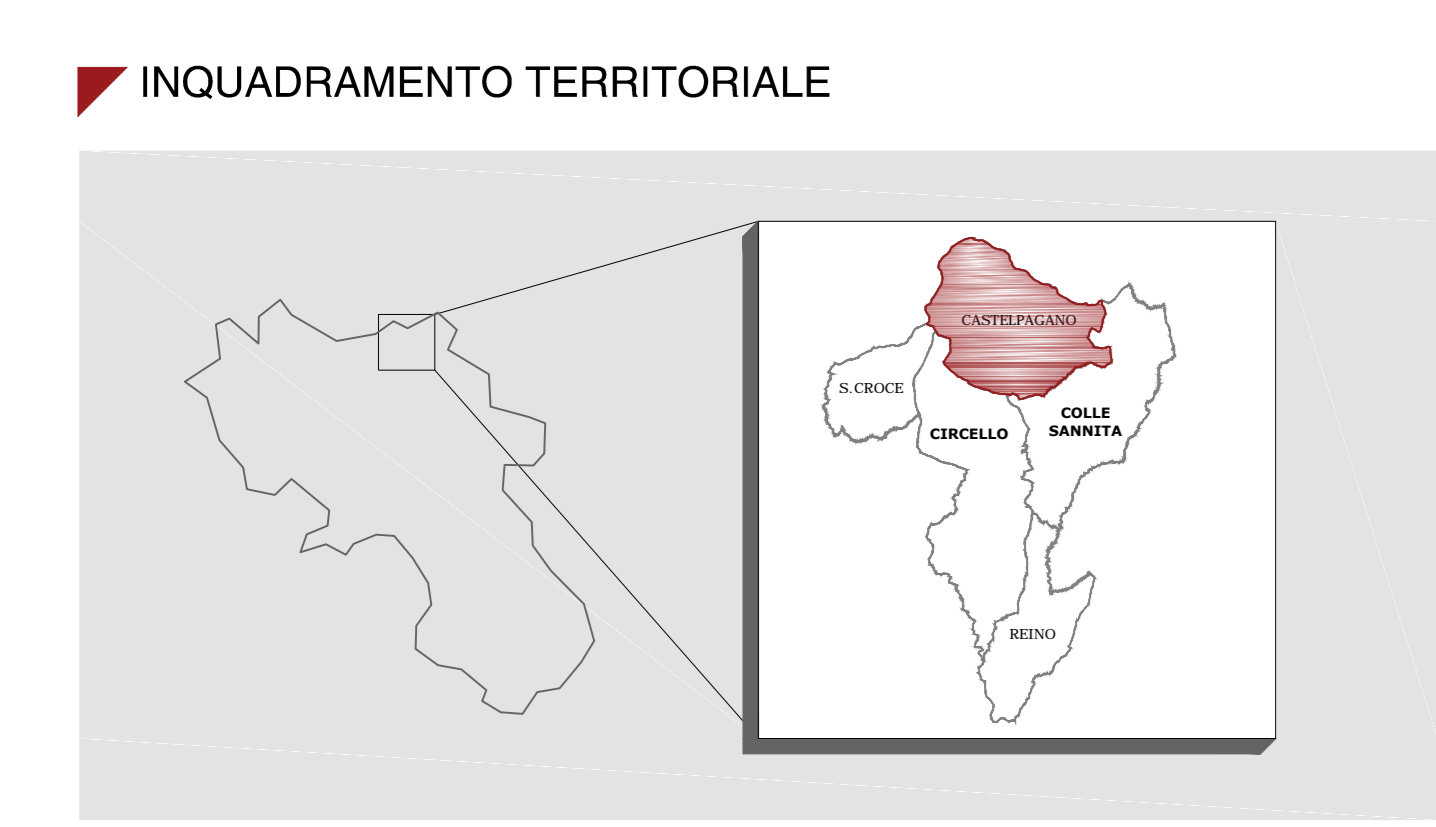 INQUADRAMENTO TERRITORIALE
CASTELPAGANO
S.CROCE
CIRCELLO
COLLE
SANNITA
REINO